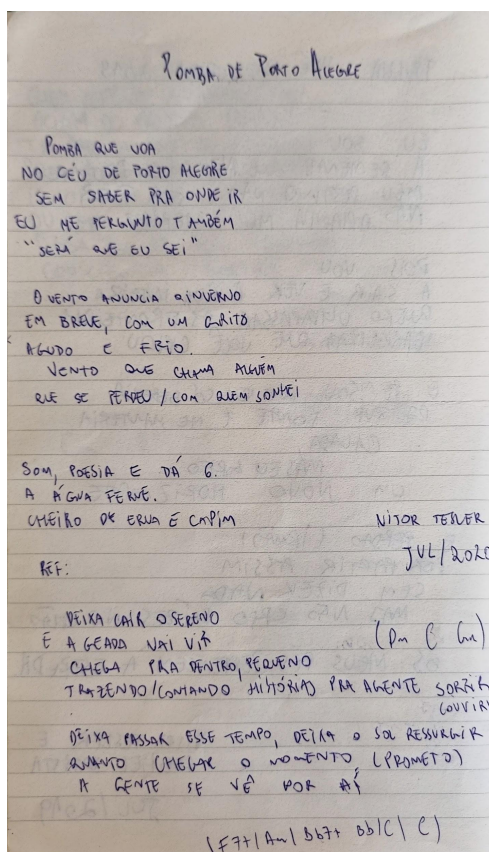 POMBA DE PORTO ALEGRE
POMBA QUE VOA
NO CÉU DE PORTO ALEGRE
SEM SABER PRA ONDE IR
EU ME PERGUNTO TAMBÉM
"SERÁ QUE EU SEI"
O VENTO ANUNCIA O INVERNO
EM BREVE, COM UM GRITO
AGUDO E FRIO.
VENTO QUE CHAMA ALGUÉM
QUE SE PERDEU / COM QUEM SONHEI
SOM, POESIA E DÁ 6.
A ÁGUA FERVE.
CHEIRO DE ERVA E CAPIM
VITOR TESLER
JUL/2020
REF:
DEIXA CAIR O SERENO
E A GEADA VAI VIR
(Dm C Gm)
CHEGA PRA DENTRO, PEQUENO
TRAZENDO/CONTANDO HISTÓRIAS PRA AGENTE SORRIR
COUVIR
DEIXA PASSAR ESSE TEMPO, DEIXA O SOL RESSURGIR
QUANTO CHEGAR O MOMENTO (PROMETO)
A GENTE SE VÊ POR AÍ
(F7+/Am/Bb7+ Bb/C/ C)